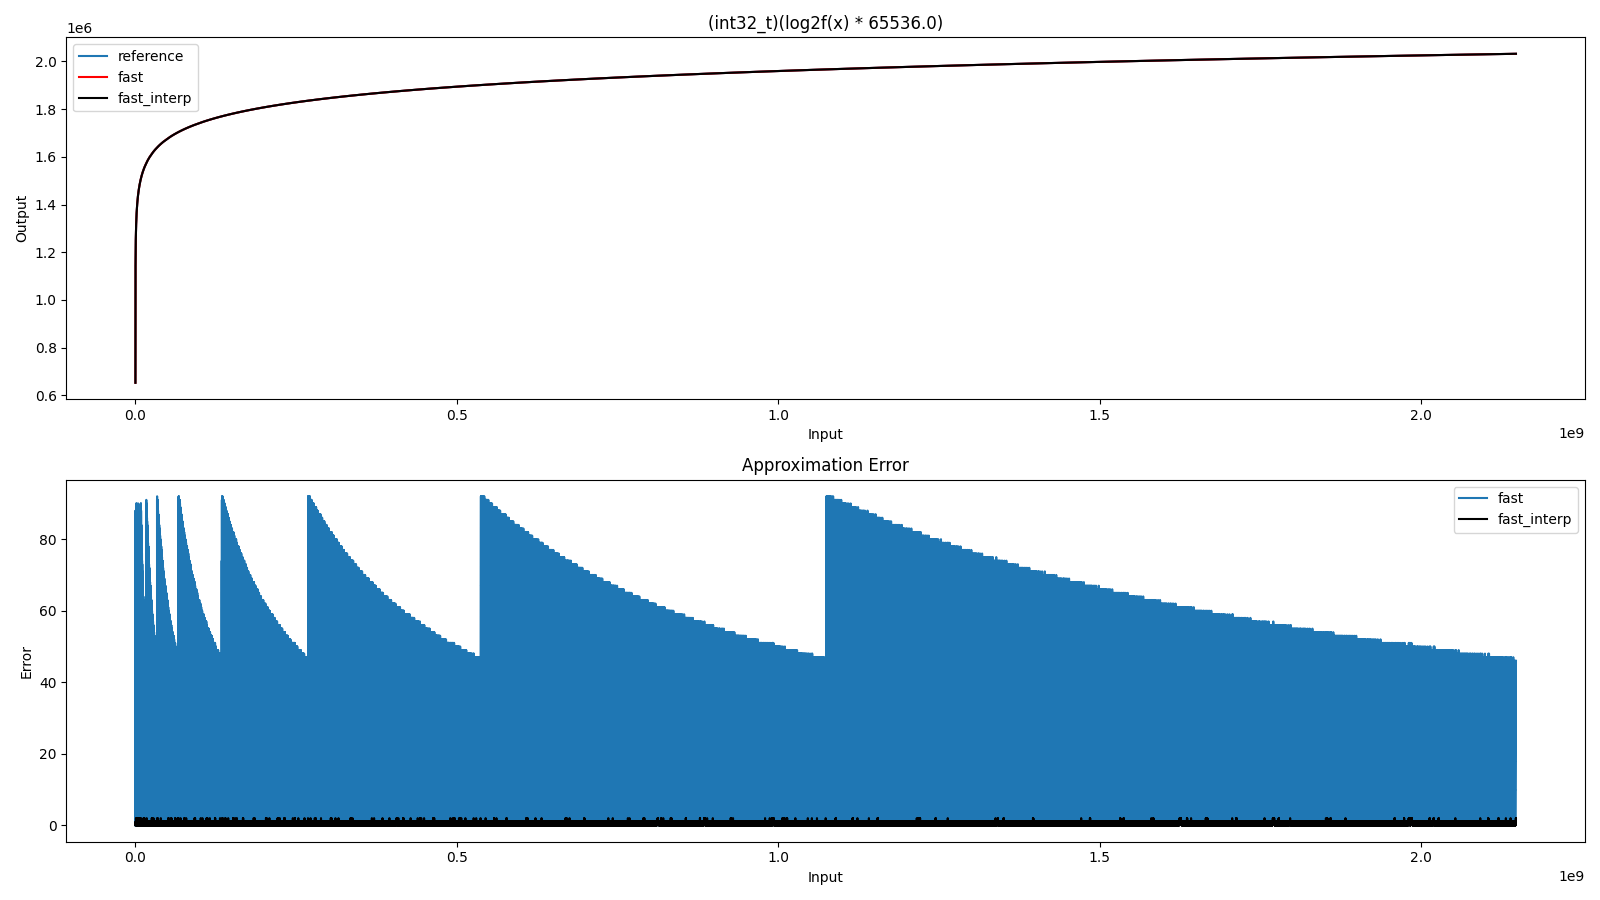 (int32_t)(log2f(x) * 65536.0)
1e6
reference
fast
fast_interp
2.0
1.8
1.6
1.4
1.2
1.0
0.8
0.6
Output
0.0 0.5 1.0 1.5 2.0
Input
1e9
Approximation Error
fast
fast_interp
80
60
40
20
0
Error
0.0 0.5 1.0 1.5 2.0
Input
1e9